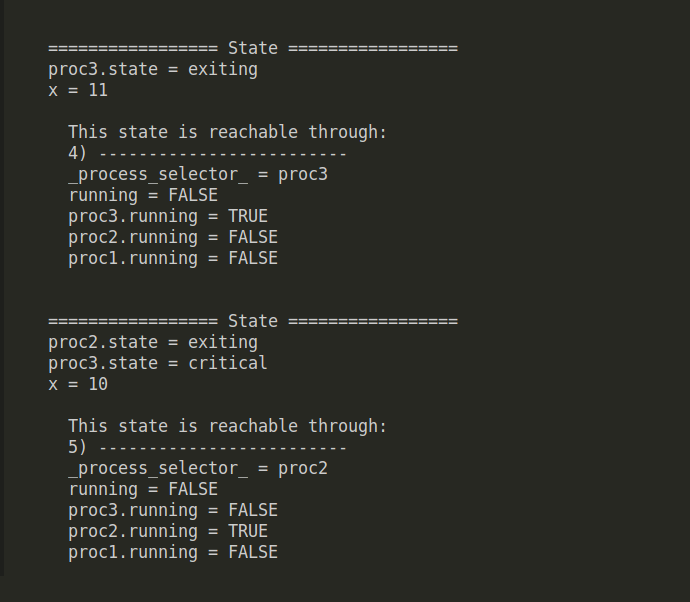 ================= State =================
proc3.state = exiting
x = 11
This state is reachable through:
4) -------------------------
_process_selector_ = proc3
running = FALSE
proc3.running = TRUE
proc2.running = FALSE
proc1.running = FALSE
================= State =================
proc2.state = exiting
proc3.state = critical
x = 10
This state is reachable through:
5) -------------------------
_process_selector_ = proc2
running = FALSE
proc3.running = FALSE
proc2.running = TRUE
proc1.running = FALSE